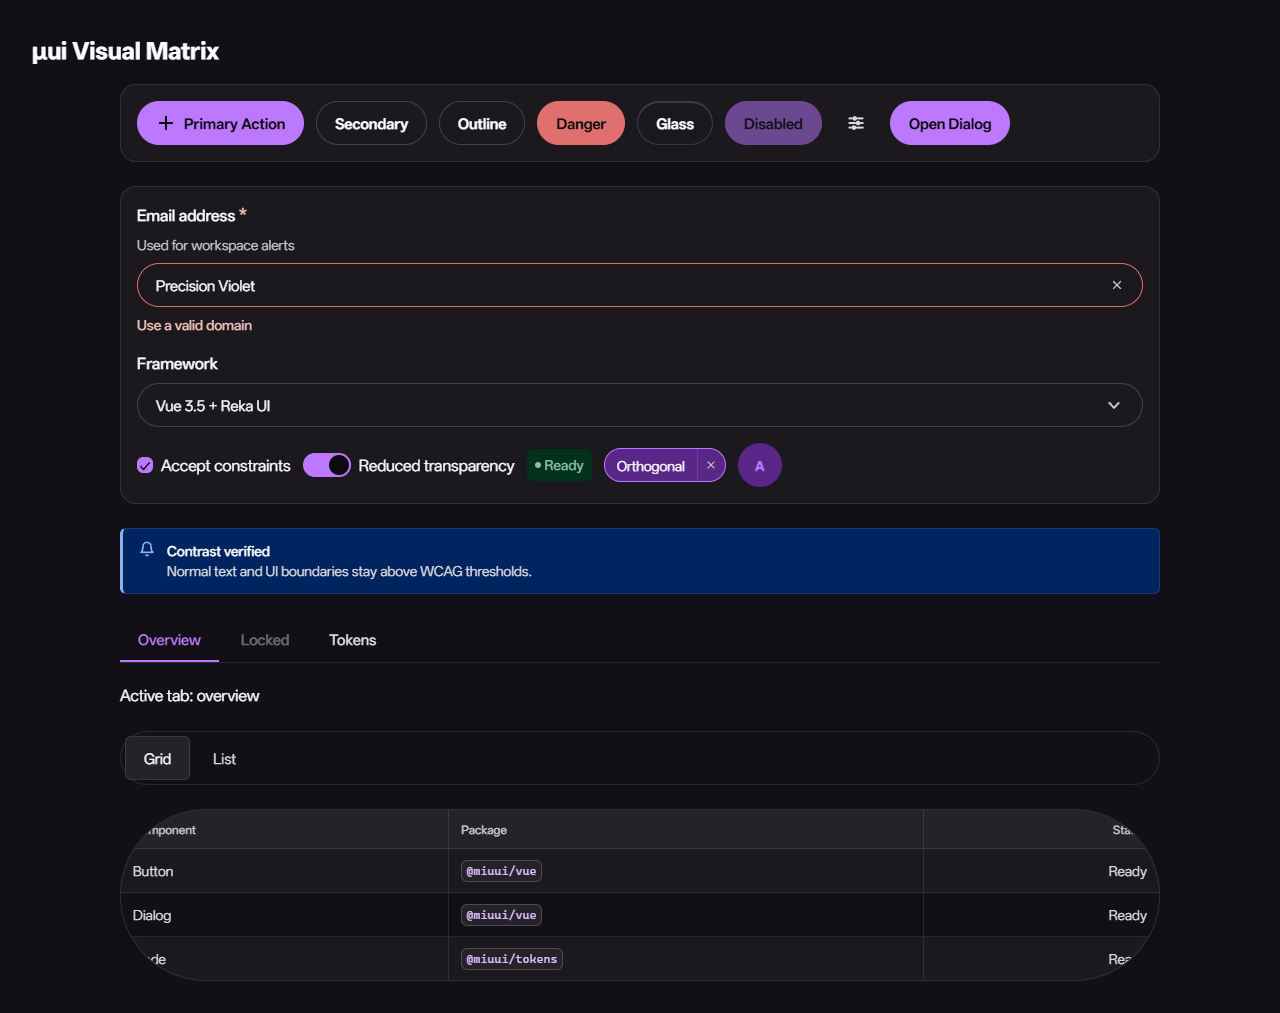 µui Visual Matrix
Primary Action
Secondary
Outline
Danger
Glass
Disabled
Open Dialog
Email address *
Used for workspace alerts
Precision Violet
Use a valid domain
Framework
Vue 3.5 + Reka UI
Accept constraints
Reduced transparency
Ready
Orthogonal
A
Contrast verified
Normal text and UI boundaries stay above WCAG thresholds.
Overview
Locked
Tokens
Active tab: overview
Grid
List
Package
Button
@miuui/vue
Ready
Dialog
@miuui/vue
Ready
@miuui/tokens